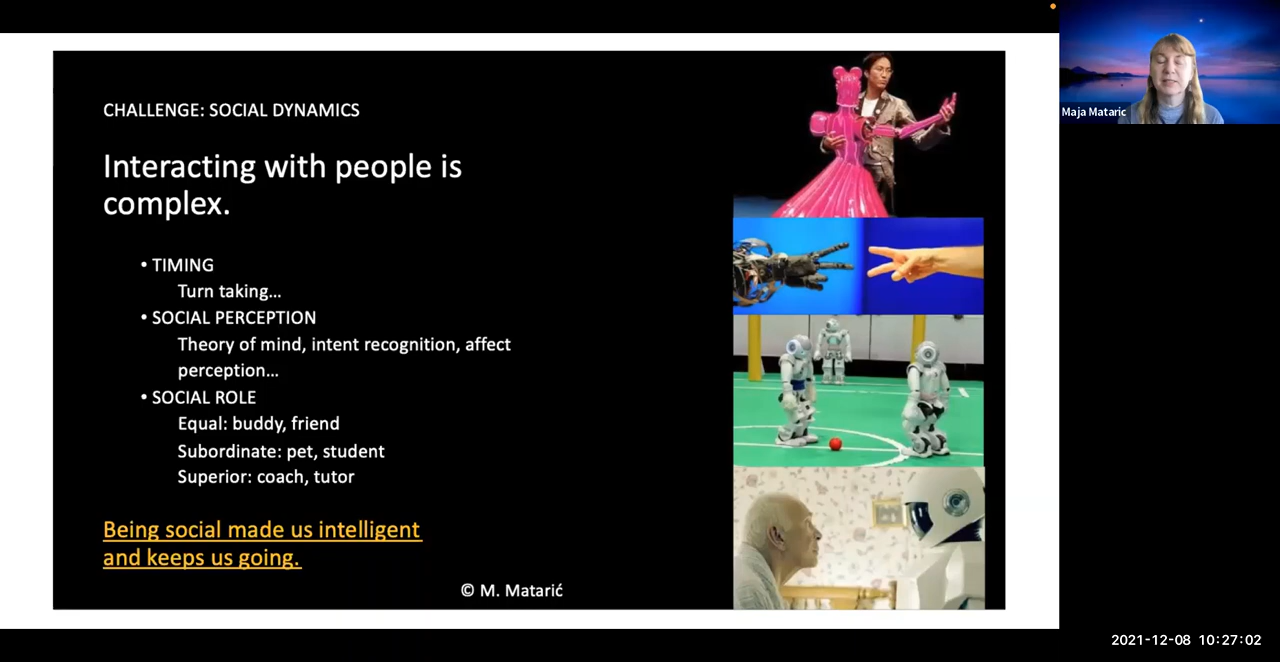 CHALLENGE: SOCIAL DYNAMICS
Interacting with people is
complex.
• TIMING
Turn taking...
• SOCIAL PERCEPTION
Theory of mind, intent recognition, affect
perception...
• SOCIAL ROLE
Equal: buddy, friend
Subordinate: pet, student
Superior: coach, tutor
Being social made us intelligent
and keeps us going.
© M. Matarić
Maja Mataric
2021-12-08 10:27:02